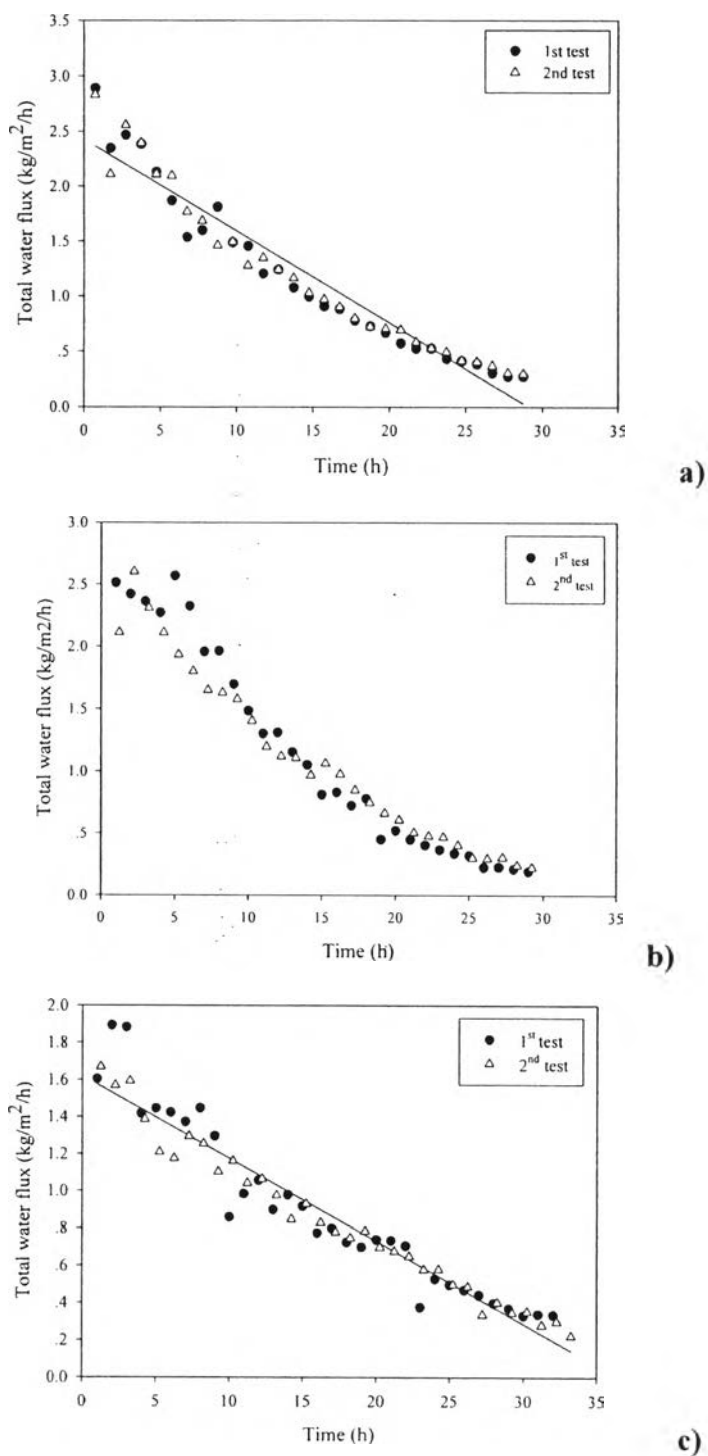 3.5
3.0
2.5
2.0
1.5
1.0
.5
0.0
Total water flux (kg/m²/h)
1st test
2nd test
0 5 10 15 20 25 30 35
Time (h)
a)
3.0
2.5
2.0
1.5
1.0
.5
0.0
Total water flux (kg/m2/h)
1st test
2nd test
0 5 10 15 20 25 30 35
Time (h)
b)
2.0
1.8
1.6
1.4
1.2
1.0
.8
.6
.4
.2
0.0
Total water flux (kg/m²/h)
1st test
2nd test
0 5 10 15 20 25 30 35
Time (h)
c)